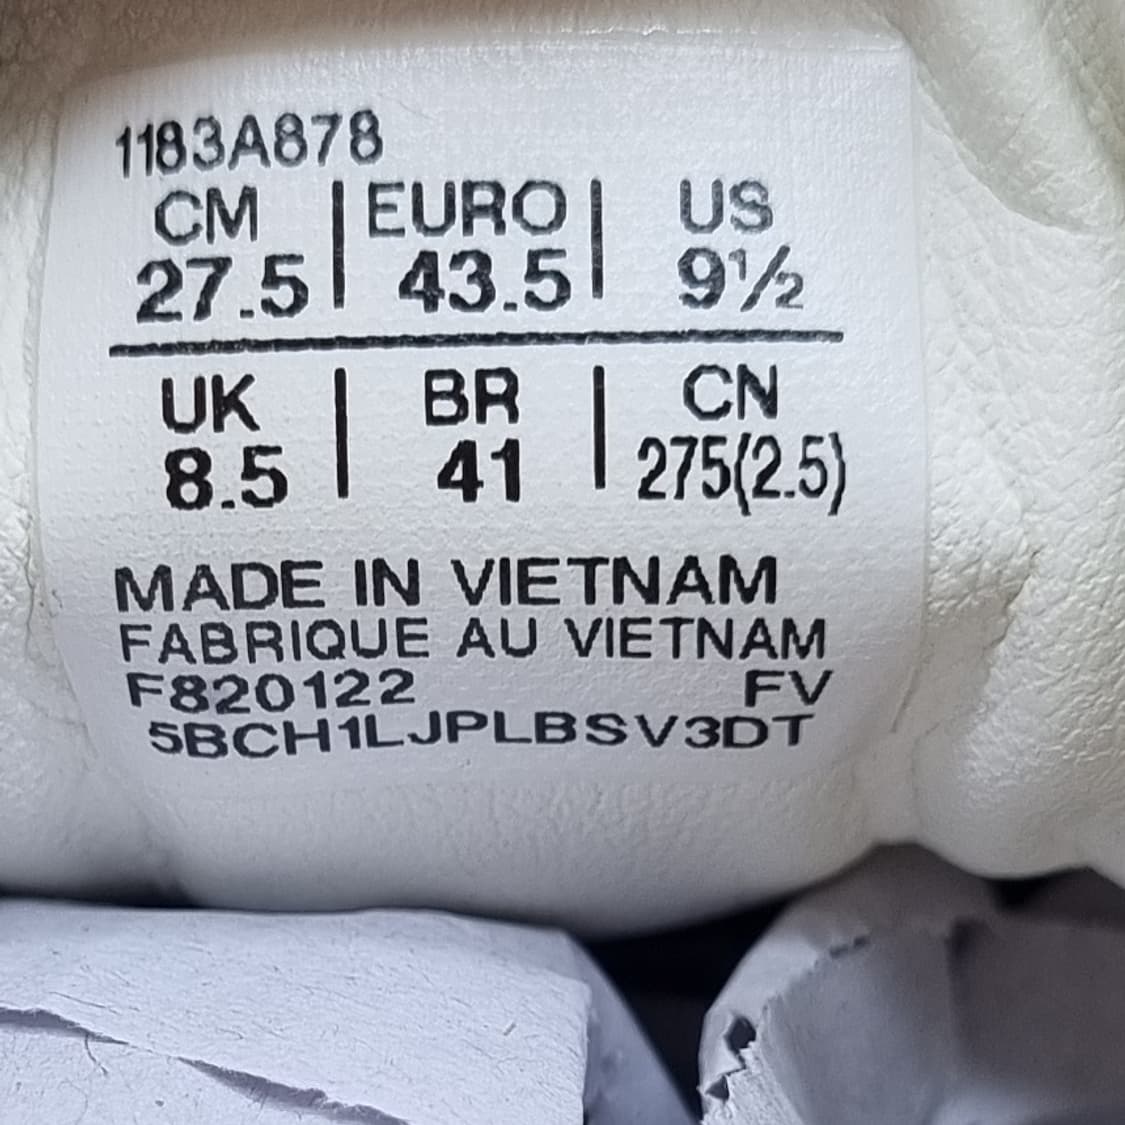 1183A878
CM | EURO | US
27.5 | 43.5 | 9½
UK | BR | CN
8.5 | 41 | 275(2.5)
MADE IN VIETNAM
FABRIQUE AU VIETNAM
F820122 FV
5BCH1LJPLBSV3DT